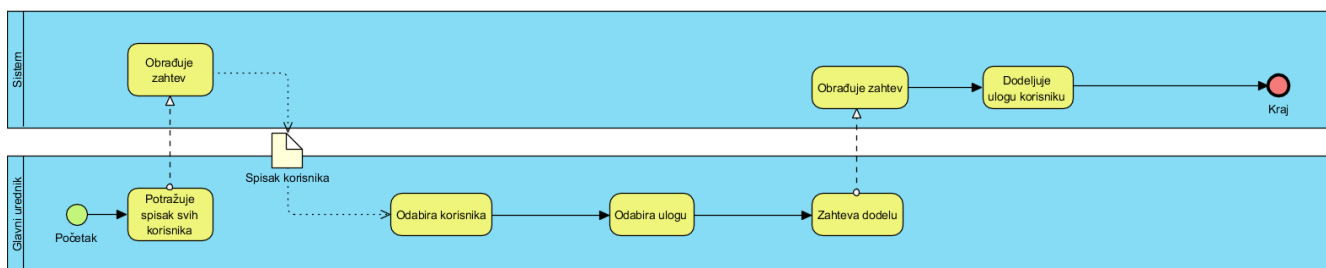 Sistem
Obrađuje
zahtev
Obrađuje zahtev
Dodeljuje
ulogu korisniku
Kraj
Spisak korisnika
Glavni urednik
Početak
Potražuje
spisak svih
korisnika
Odabira korisnika
Odabira ulogu
Zahteva dodelu